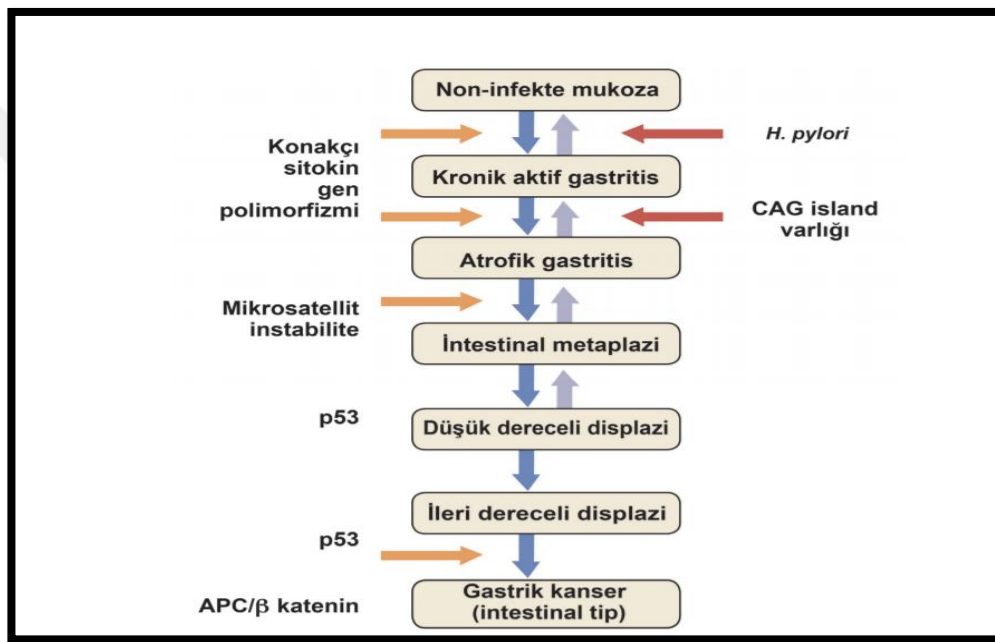 Non-infekte mukoza
Konakçı
sitokin
gen
polimorfizmi
H. pylori
Kronik aktif gastritis
CAG island
varlığı
Atrofik gastritis
Mikrosatellit
instabilite
İntestinal metaplazi
p53
Düşük dereceli displazi
İleri dereceli displazi
p53
APC/β katenin
Gastrik kanser
(intestinal tip)